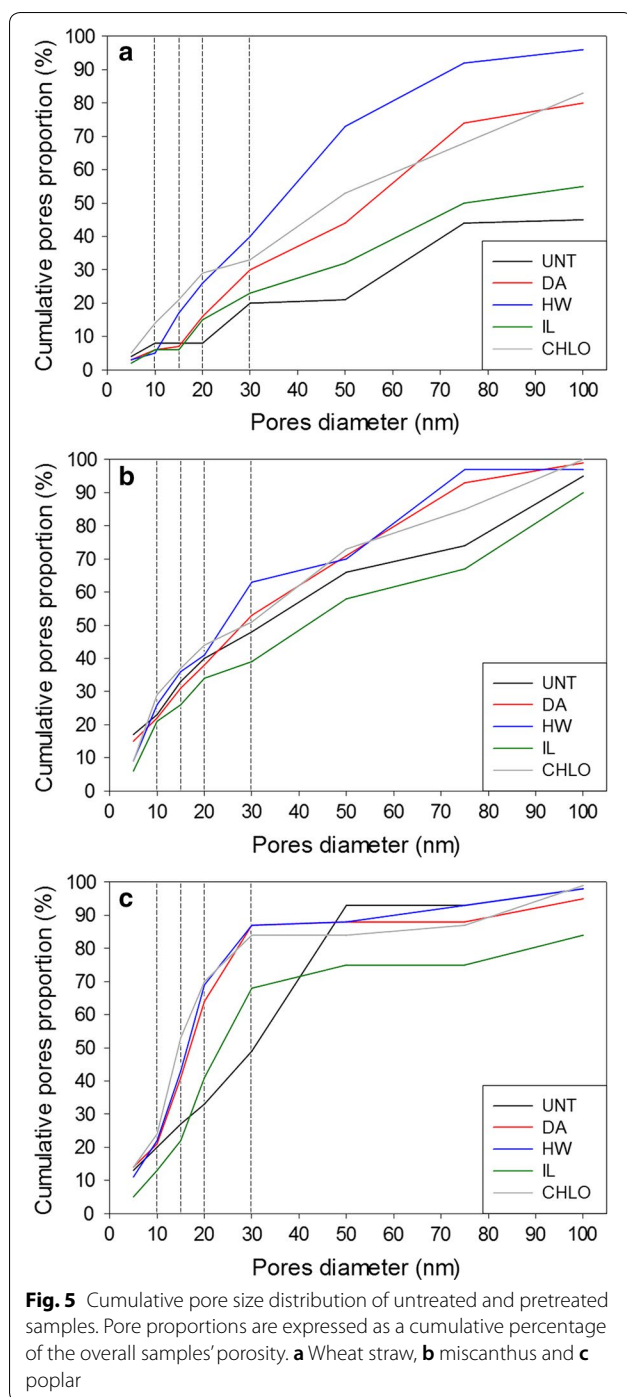 a
Cumulative pores proportion (%)
100
90
80
70
60
50
40
30
20
10
0
0 10 20 30 40 50 60 70 80 90 100
Pores diameter (nm)
UNT
DA
HW
IL
CHLO
b
Cumulative pores proportion (%)
100
90
80
70
60
50
40
30
20
10
0
0 10 20 30 40 50 60 70 80 90 100
Pores diameter (nm)
UNT
DA
HW
IL
CHLO
c
Cumulative pores proportion (%)
100
90
80
70
60
50
40
30
20
10
0
0 10 20 30 40 50 60 70 80 90 100
Pores diameter (nm)
UNT
DA
HW
IL
CHLO
Fig. 5 Cumulative pore size distribution of untreated and pretreated
samples. Pore proportions are expressed as a cumulative percentage
of the overall samples’ porosity. a Wheat straw, b miscanthus and c
poplar